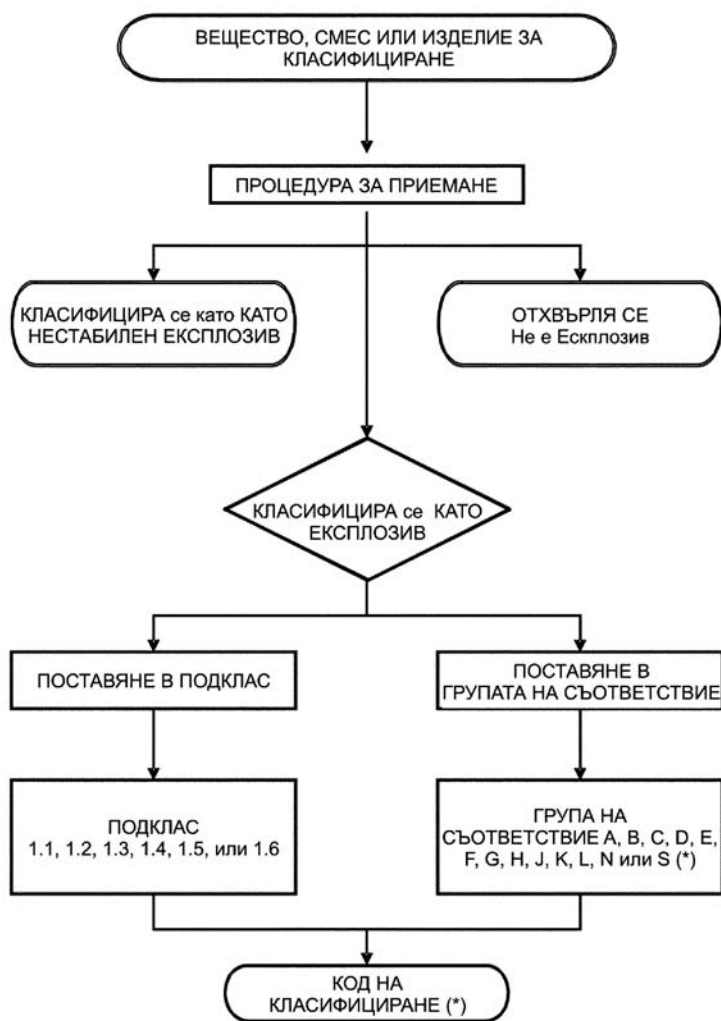 ВЕЩЕСТВО, СМЕС ИЛИ ИЗДЕЛИЕ ЗА
КЛАСИФИЦИРАНЕ
ПРОЦЕДУРА ЗА ПРИЕМАНЕ
КЛАСИФИЦИРА се като КАТО
НЕСТАБИЛЕН ЕКСПЛОЗИВ
ОТХВЪРЛЯ СЕ
Не е Ескплозив
КЛАСИФИЦИРА се КАТО
ЕКСПЛОЗИВ
ПОСТАВЯНЕ В ПОДКЛАС
ПОСТАВЯНЕ В
ГРУПАТА НА СЪОТВЕТСТВИЕ
ПОДКЛАС
1.1, 1.2, 1.3, 1.4, 1.5, или 1.6
ГРУПА НА
СЪОТВЕТСТВИЕ A, B, C, D, E,
F, G, H, J, K, L, N или S (*)
КОД НА
КЛАСИФИЦИРАНЕ (*)